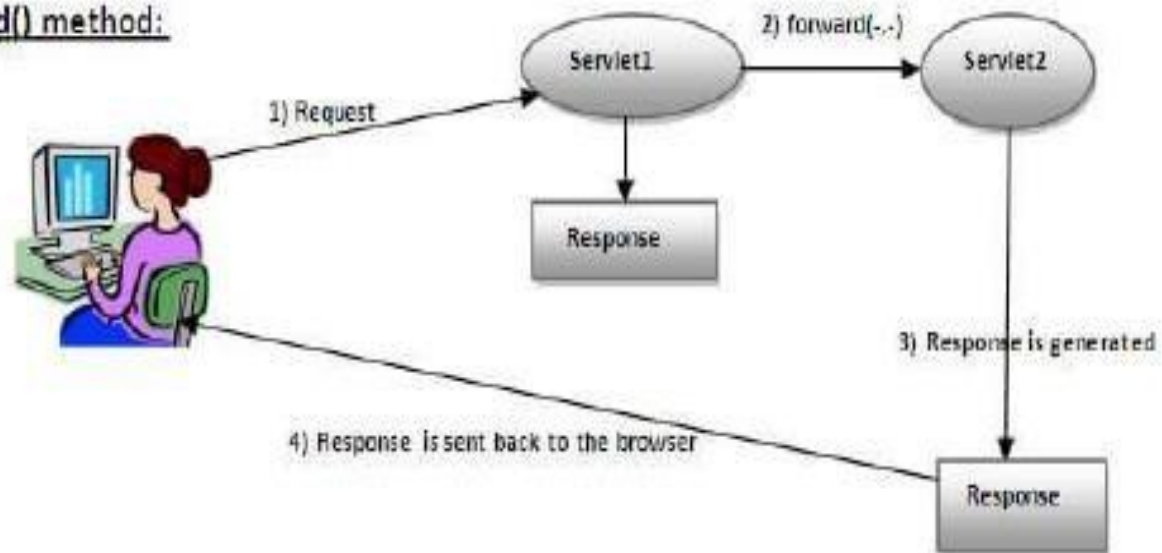 d() method:
2) forward(-,-)
Servlet1
Servlet2
1) Request
Response
3) Response is generated
4) Response is sent back to the browser
Response